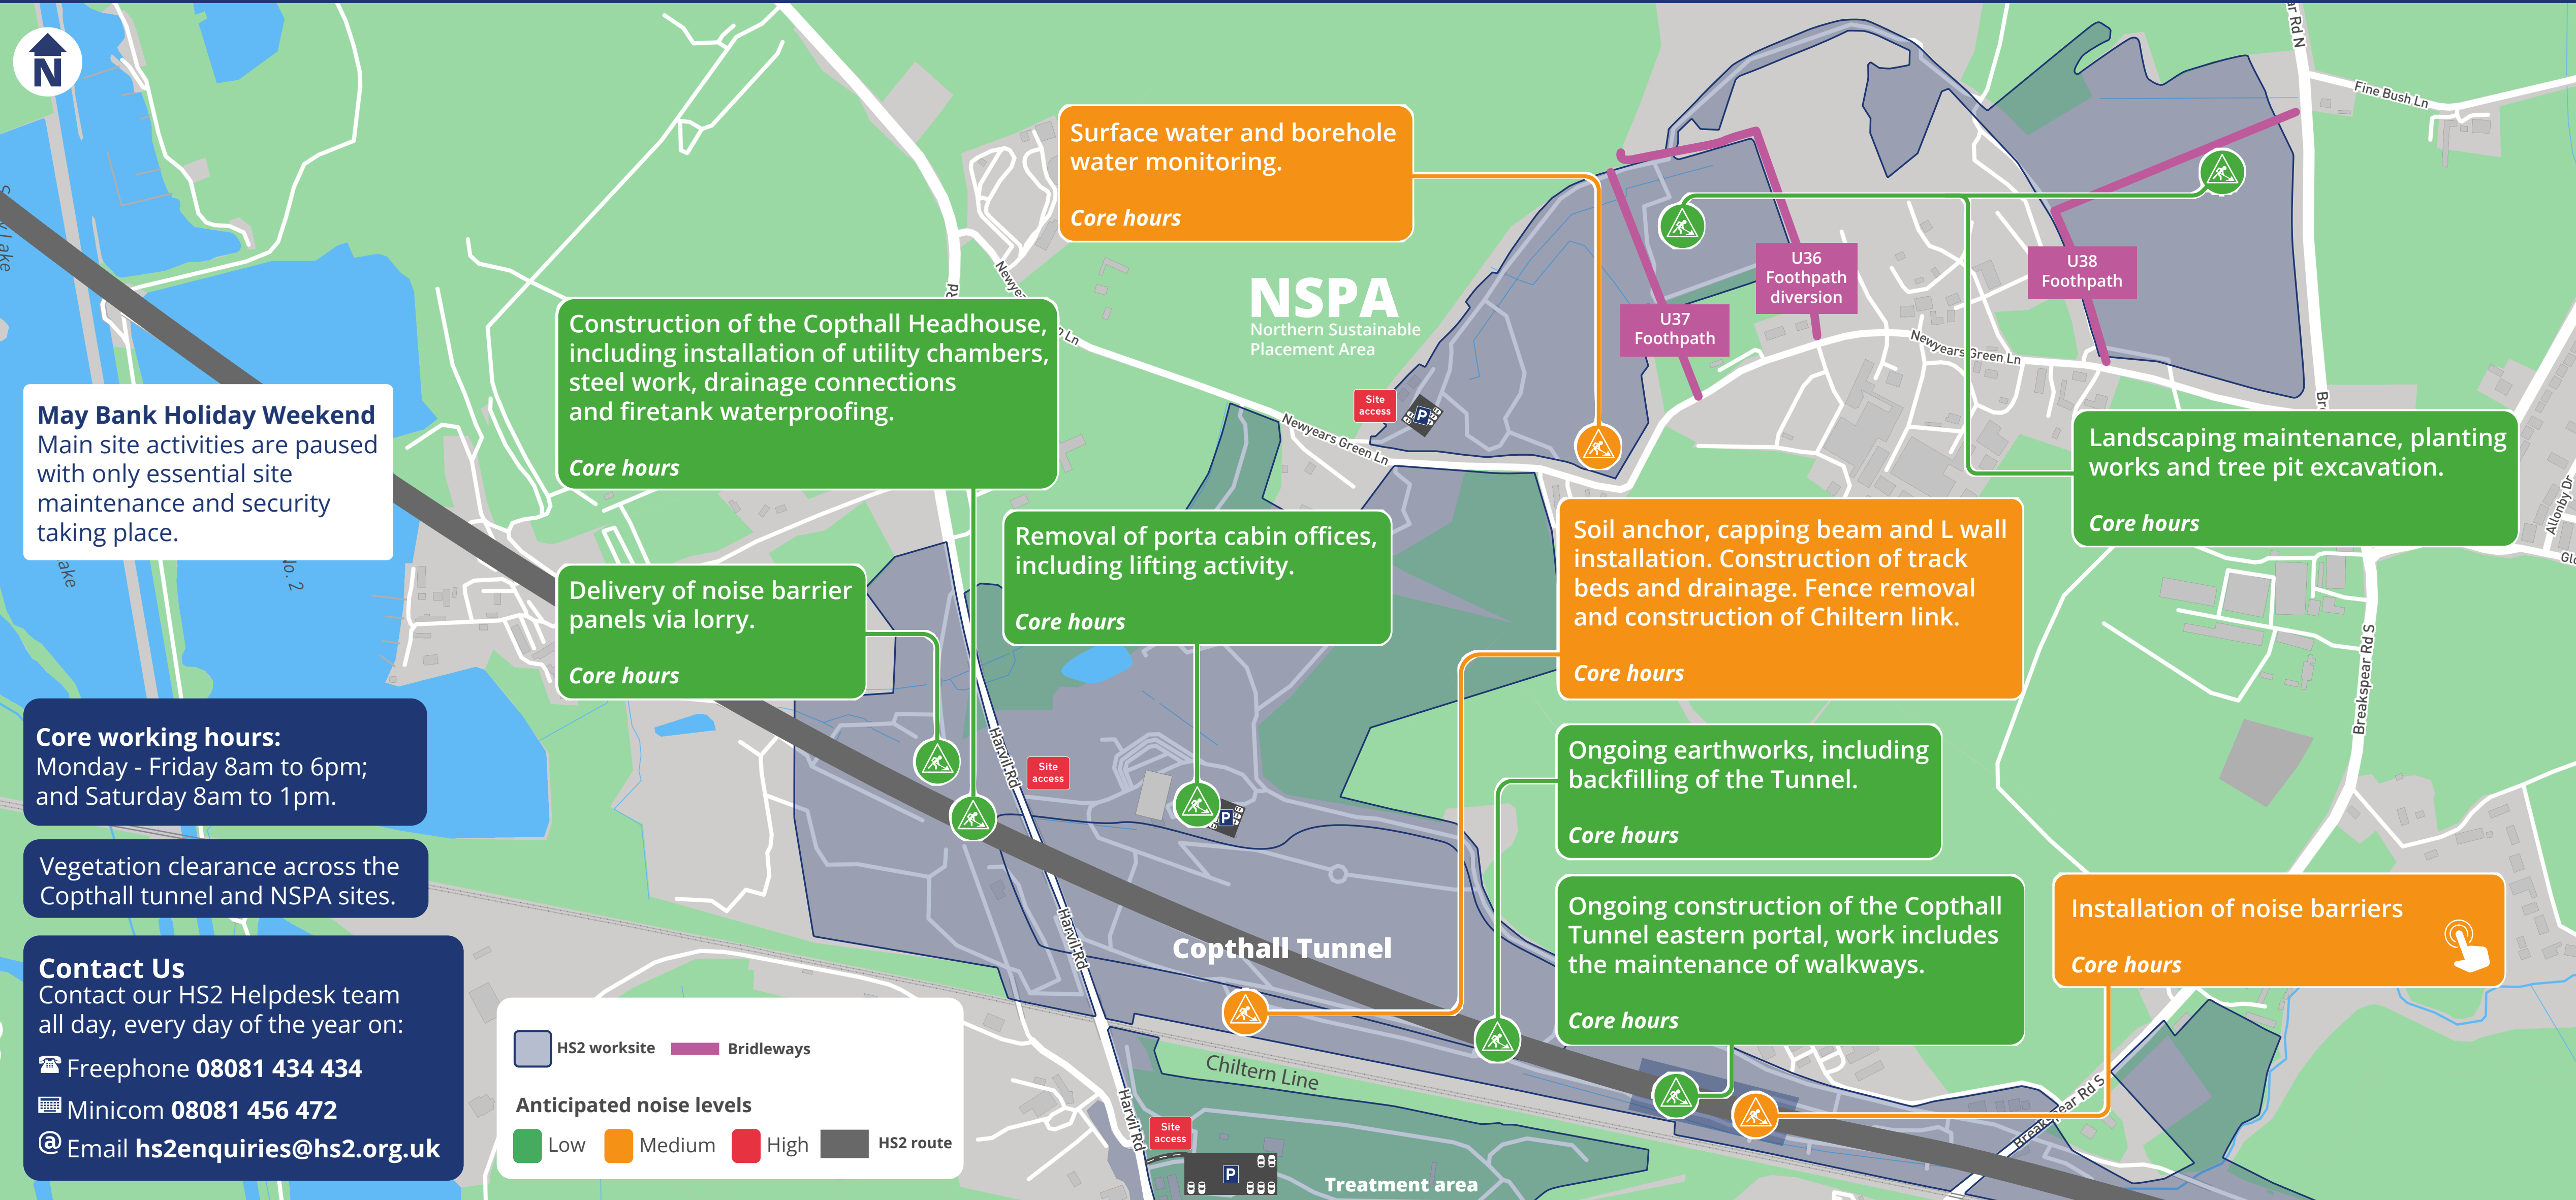 N
Surface water and borehole
water monitoring.
Core hours
Construction of the Copthall Headhouse,
including installation of utility chambers,
steel work, drainage connections
and firetank waterproofing.
Core hours
NSPA
Northern Sustainable
Placement Area
U37
Foothpath
U36
Foothpath
diversion
U38
Foothpath
Fine Bush Ln
Newyears Green Ln
Newyears Green Ln
Site
access
P
May Bank Holiday Weekend
Main site activities are paused
with only essential site
maintenance and security
taking place.
Landscaping maintenance, planting
works and tree pit excavation.
Core hours
Removal of porta cabin offices,
including lifting activity.
Core hours
Soil anchor, capping beam and L wall
installation. Construction of track
beds and drainage. Fence removal
and construction of Chiltern link.
Core hours
Delivery of noise barrier
panels via lorry.
Core hours
Allonby Dr
Breakspear Rd S
Core working hours:
Monday - Friday 8am to 6pm;
and Saturday 8am to 1pm.
Harvil Rd
Site
access
P
Ongoing earthworks, including
backfilling of the Tunnel.
Core hours
Vegetation clearance across the
Copthall tunnel and NSPA sites.
Ongoing construction of the Copthall
Tunnel eastern portal, work includes
the maintenance of walkways.
Core hours
Installation of noise barriers
Core hours
Harvil Rd
Copthall Tunnel
Contact Us
Contact our HS2 Helpdesk team
all day, every day of the year on:
Freephone 08081 434 434
Minicom 08081 456 472
@ Email hs2enquiries@hs2.org.uk
HS2 worksite
Bridleways
Anticipated noise levels
Low
Medium
High
HS2 route
Chiltern Line
Harvil Rd
Site
access
P
Treatment area
Breakspear Rd S